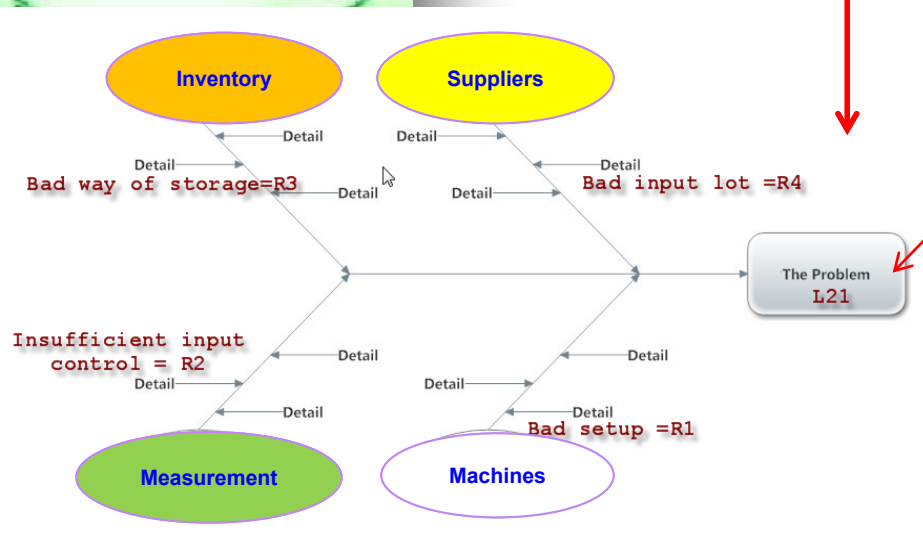 Inventory
Suppliers
Detail
Detail
Detail
Detail
Bad way of storage=R3
Detail
Detail
Bad input lot =R4
The Problem
L21
Insufficient input
control = R2
Detail
Detail
Detail
Detail
Detail
Detail
Bad setup =R1
Measurement
Machines